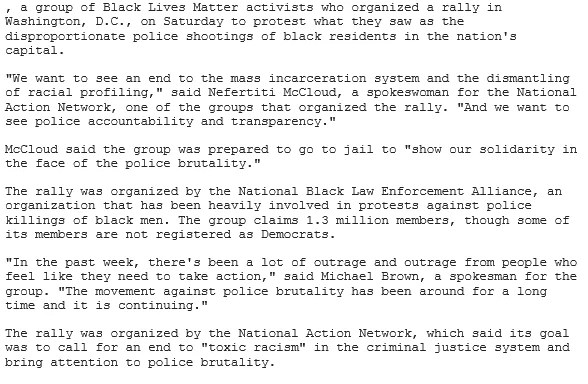 , a group of Black Lives Matter activists who organized a rally in
Washington, D.C., on Saturday to protest what they saw as the
disproportionate police shootings of black residents in the nation's
capital.
"We want to see an end to the mass incarceration system and the dismantling
of racial profiling," said Nefertiti McCloud, a spokeswoman for the National
Action Network, one of the groups that organized the rally. "And we want to
see police accountability and transparency."
McCloud said the group was prepared to go to jail to "show our solidarity in
the face of the police brutality."
The rally was organized by the National Black Law Enforcement Alliance, an
organization that has been heavily involved in protests against police
killings of black men. The group claims 1.3 million members, though some of
its members are not registered as Democrats.
"In the past week, there's been a lot of outrage and outrage from people who
feel like they need to take action," said Michael Brown, a spokesman for the
group. "The movement against police brutality has been around for a long
time and it is continuing."
The rally was organized by the National Action Network, which said its goal
was to call for an end to "toxic racism" in the criminal justice system and
bring attention to police brutality.